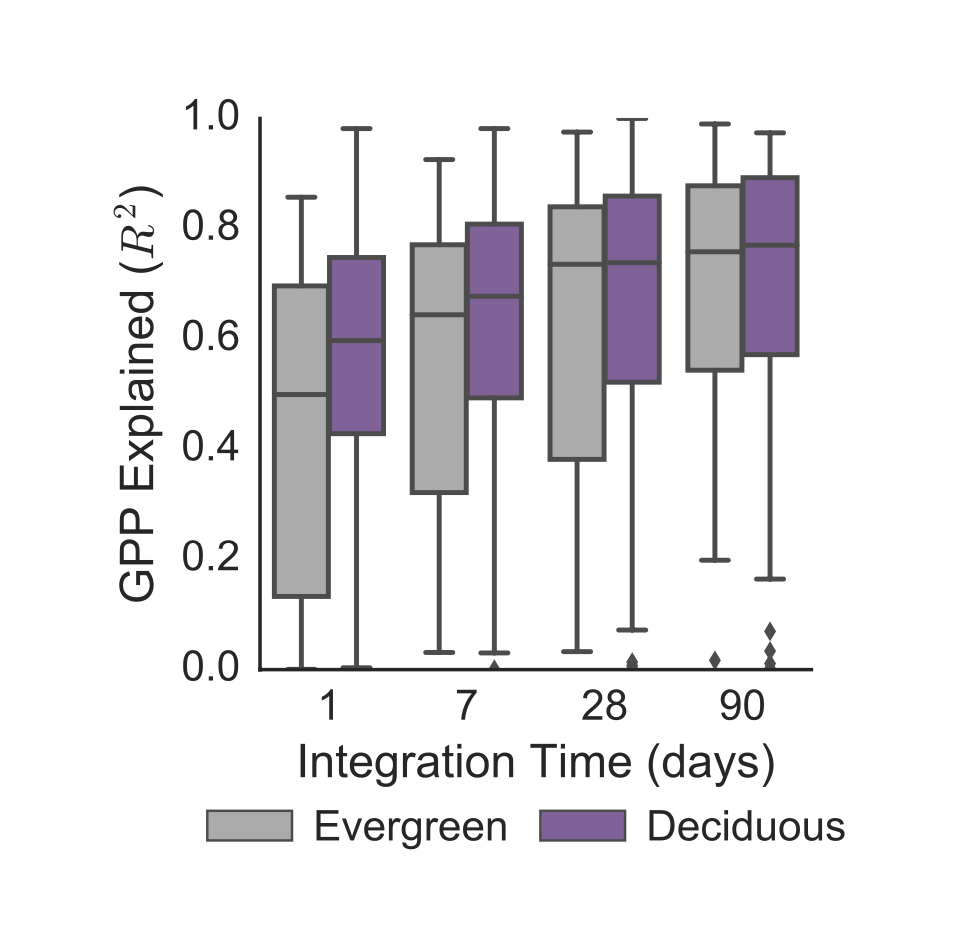 GPP Explained (R²)
1.0
0.8
0.6
0.4
0.2
0.0
1 7 28 90
Integration Time (days)
Evergreen Deciduous